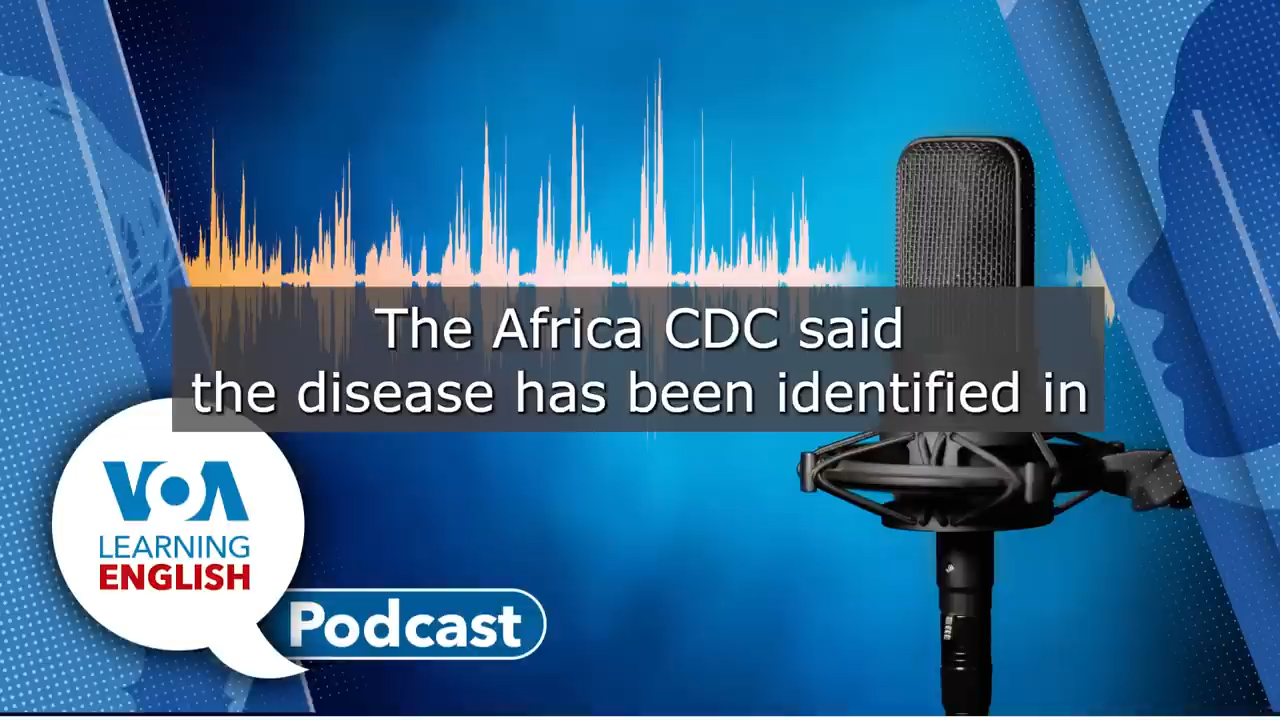 The Africa CDC said
the disease has been identified in
VOA
LEARNING
ENGLISH
Podcast